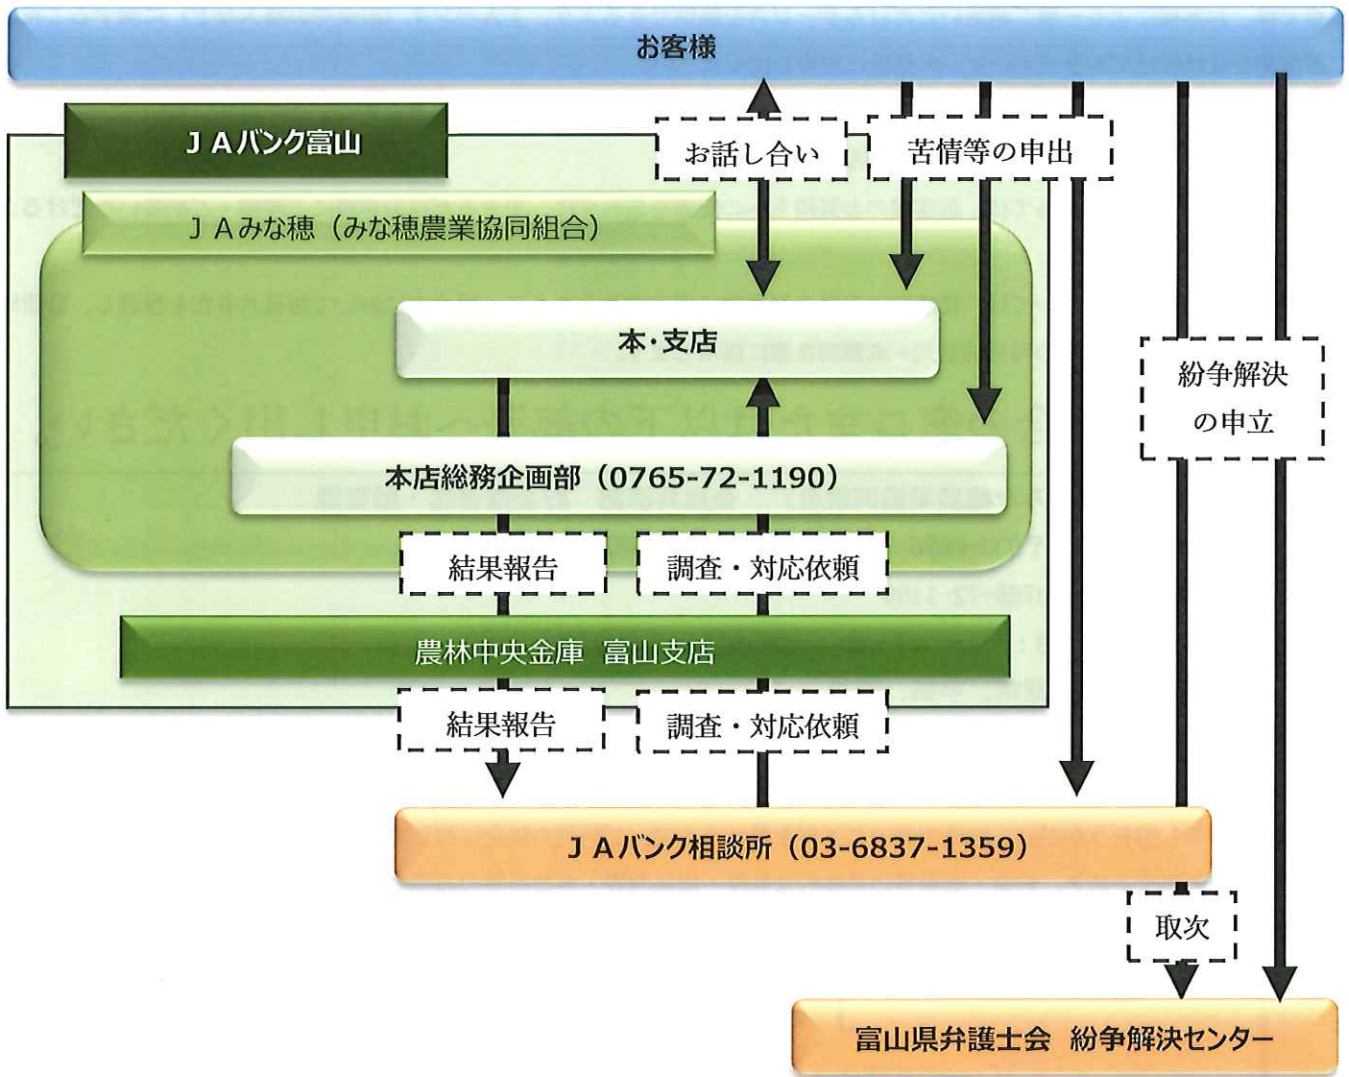 お客様
ＪＡバンク富山
お話し合い
苦情等の申出
ＪＡみな穂（みな穂農業協同組合）
本・支店
紛争解決
の申立
本店総務企画部（0765-72-1190）
結果報告
調査・対応依頼
農林中央金庫 富山支店
結果報告
調査・対応依頼
ＪＡバンク相談所（03-6837-1359）
取次
富山県弁護士会 紛争解決センター